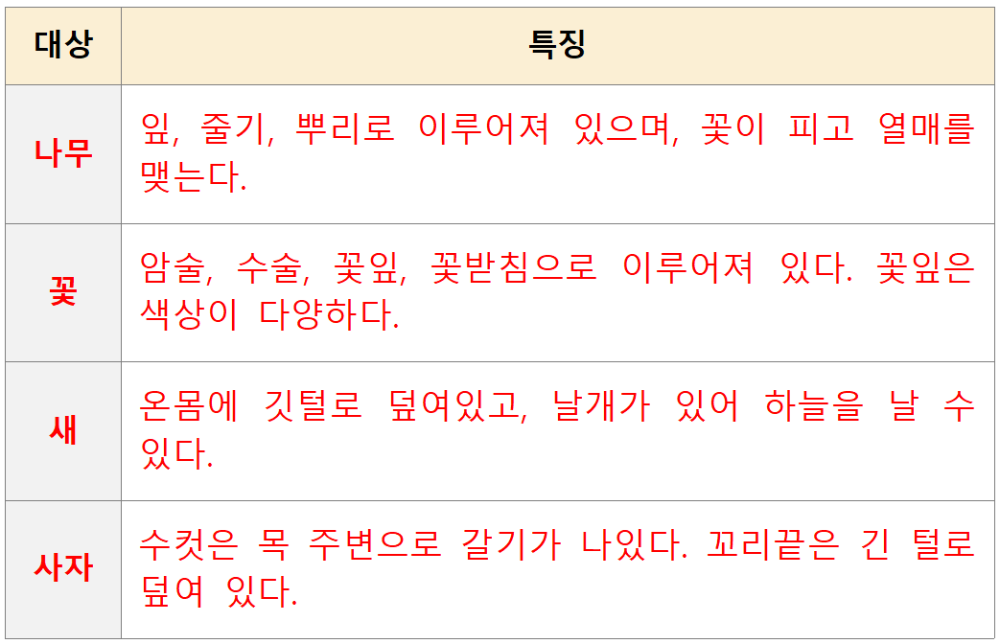 대상 특징
나무
잎, 줄기, 뿌리로 이루어져 있으며, 꽃이 피고 열매를
맺는다.
꽃
암술, 수술, 꽃잎, 꽃받침으로 이루어져 있다. 꽃잎은
색상이 다양하다.
새
온몸에 깃털로 덮여있고, 날개가 있어 하늘을 날 수
있다.
사자
수컷은 목 주변으로 갈기가 나있다. 꼬리끝은 긴 털로
덮여 있다.